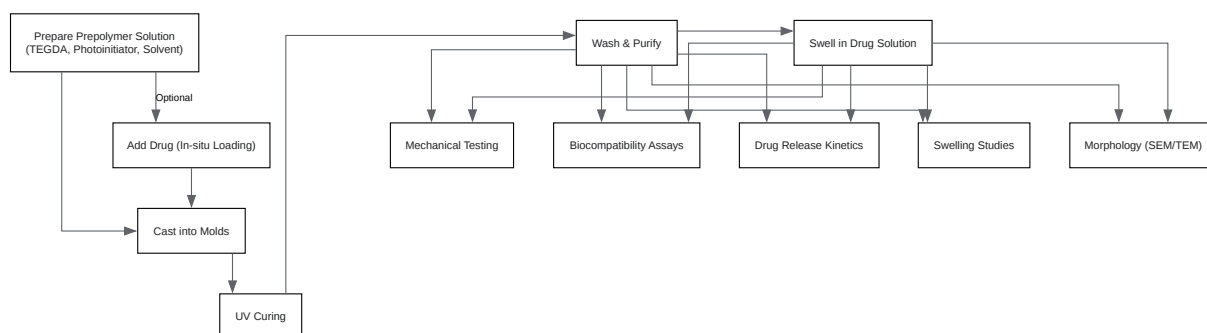 Prepare Prepolymer Solution
(TEGDA, Photoinitiator, Solvent)
Optional
Add Drug (In-situ Loading)
Cast into Molds
UV Curing
Wash & Purify
Swell in Drug Solution
Mechanical Testing
Biocompatibility Assays
Drug Release Kinetics
Swelling Studies
Morphology (SEM/TEM)